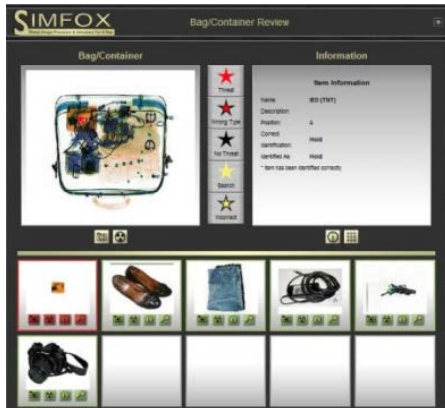 SIMFOX
Bag/Container Review
Bag/Container
Information
Threat
Wrong Type
No Threat
Search
Incorrect
Item Information
Name IED (TNT)
Description
Position A
Correct
Identification Hold
Identified As Hold
* Item has been identified correctly